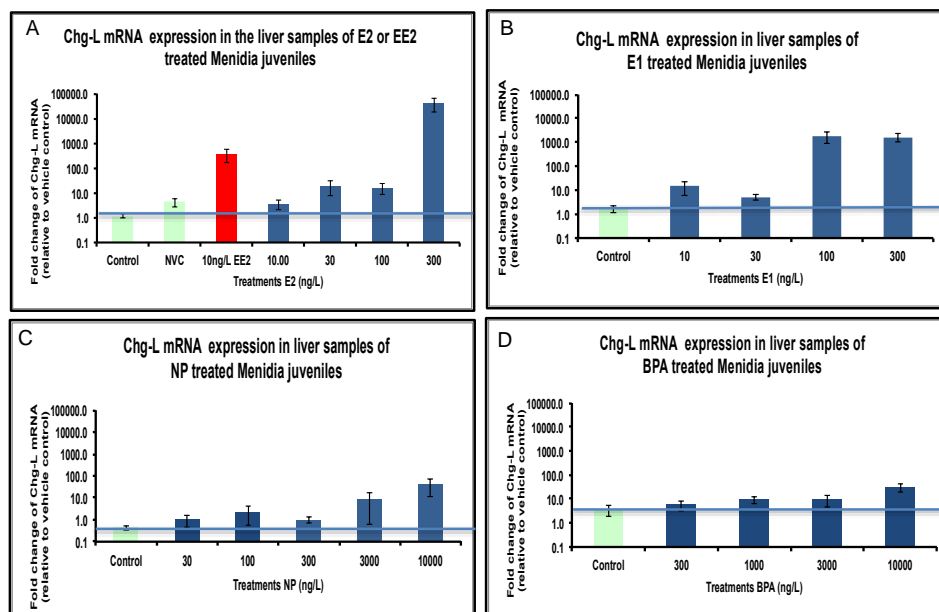 A
Chg-L mRNA expression in the liver samples of E2 or EE2
treated Menidia juveniles
Fold change of Chg-L mRNA
(relative to vehicle control)
100000.0
10000.0
1000.0
100.0
10.0
1.0
0.1
Control NVC 10ng/L EE2 10.00 30 100 300
Treatments E2 (ng/L)
B
Chg-L mRNA expression in liver samples of
E1 treated Menidia juveniles
Fold change of Chg-L mRNA
(relative to vehicle control)
100000.0
10000.0
1000.0
100.0
10.0
1.0
0.1
Control 10 30 100 300
Treatments E1 (ng/L)
C
Chg-L mRNA expression in liver samples of
NP treated Menidia juveniles
Fold change of Chg-L mRNA
(relative to vehicle control)
100000.0
10000.0
1000.0
100.0
10.0
1.0
0.1
Control 30 100 300 3000 10000
Treatments NP (ng/L)
D
Chg-L mRNA expression in liver samples of
BPA treated Menidia juveniles
Fold change of Chg-L mRNA
(relative to vehicle control)
100000.0
10000.0
1000.0
100.0
10.0
1.0
0.1
Control 300 1000 3000 10000
Treatments BPA (ng/L)